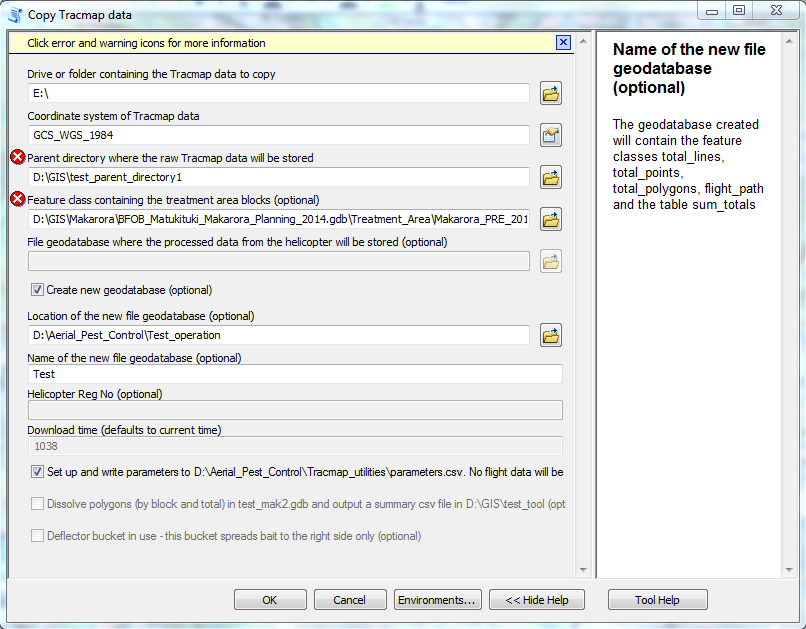 Copy Tracmap data
Click error and warning icons for more information
Drive or folder containing the Tracmap data to copy
E:\
Coordinate system of Tracmap data
GCS_WGS_1984
Parent directory where the raw Tracmap data will be stored
D:\GIS\test_parent_directory1
Feature class containing the treatment area blocks (optional)
D:\GIS\Makarora\BFOB_Matukituki_Makarora_Planning_2014.gdb\Treatment_Area\Makarora_PRE_201
File geodatabase where the processed data from the helicopter will be stored (optional)
Create new geodatabase (optional)
Location of the new file geodatabase (optional)
D:\Aerial_Pest_Control\Test_operation
Name of the new file geodatabase (optional)
Test
Helicopter Reg No (optional)
Download time (defaults to current time)
1038
Set up and write parameters to D:\Aerial_Pest_Control\Tracmap_utilities\parameters.csv. No flight data will be
Dissolve polygons (by block and total) in test_mak2.gdb and output a summary csv file in D:\GIS\test_tool (opt
Deflector bucket in use - this bucket spreads bait to the right side only (optional)
OK
Cancel
Environments...
<< Hide Help
Name of the new file
geodatabase
(optional)
The geodatabase created
will contain the feature
classes total_lines,
total_points,
total_polygons, flight_path
and the table sum_totals
Tool Help